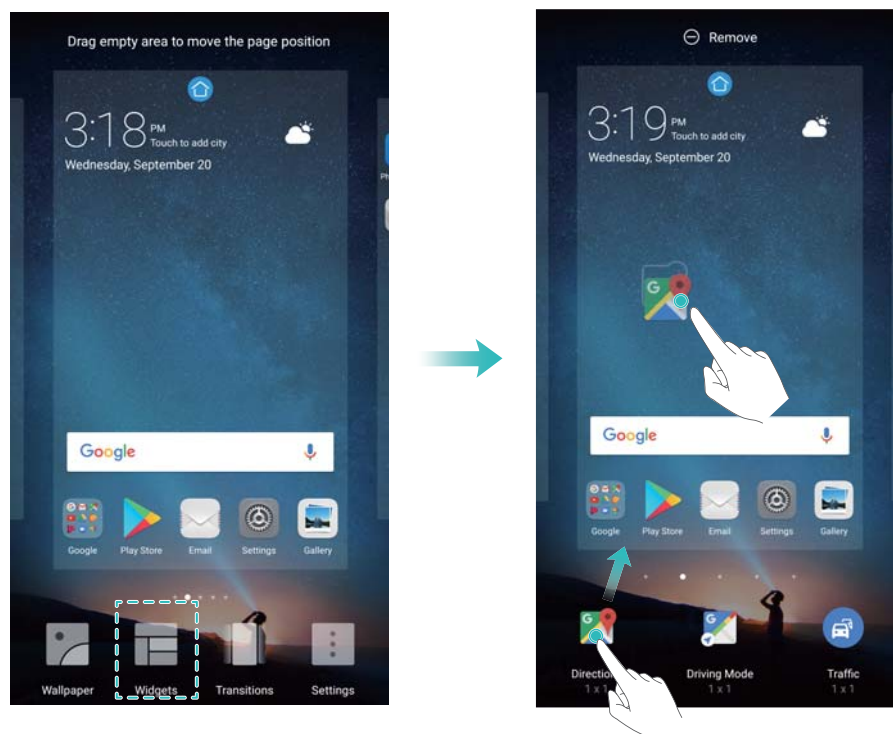 Drag empty area to move the page position
3:18 PM
Touch to add city
Wednesday, September 20
Google
Google Play Store Email Settings Gallery
Wallpaper Widgets Transitions Settings
Remove
3:19 PM
Touch to add city
Wednesday, September 20
G
Google
Google Play Store Email Settings Gallery
G G
Driving Mode Traffic
1 x 1 1 x 1 1 x 1